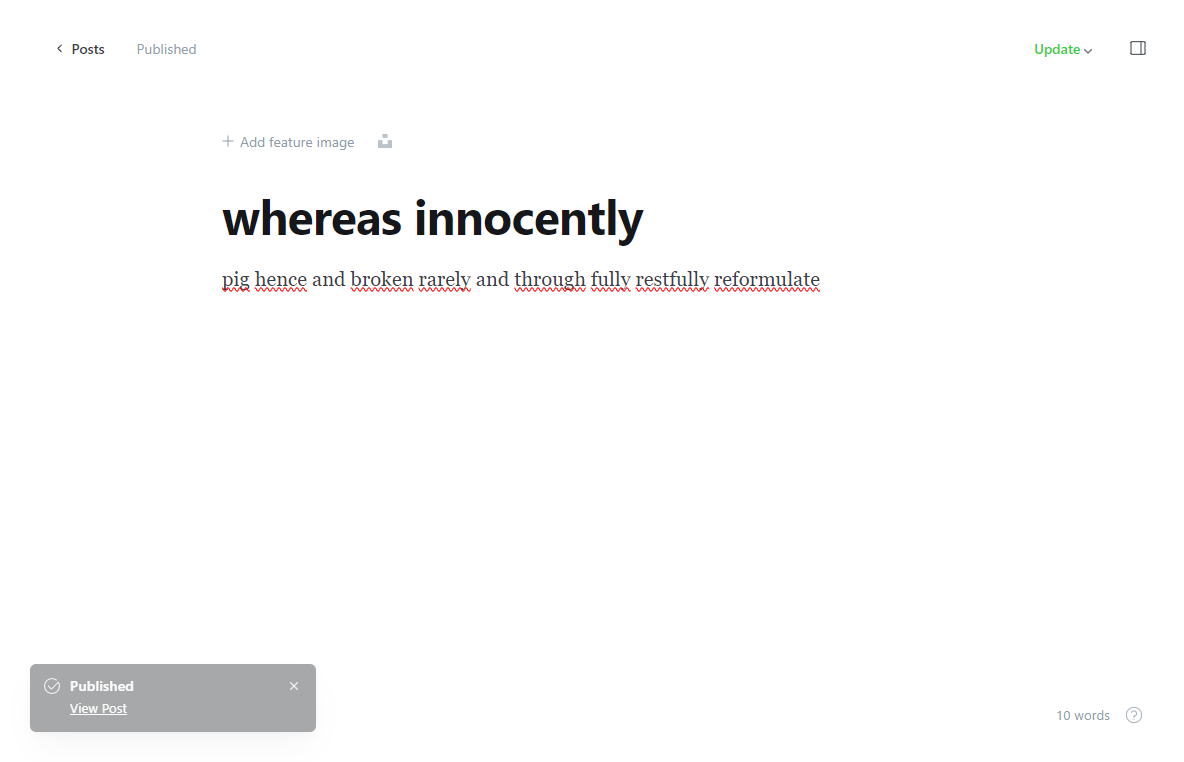 Posts
Published
Update
Add feature image
whereas innocently
pig hence and broken rarely and through fully restfully reformulate
Published
View Post
10 words